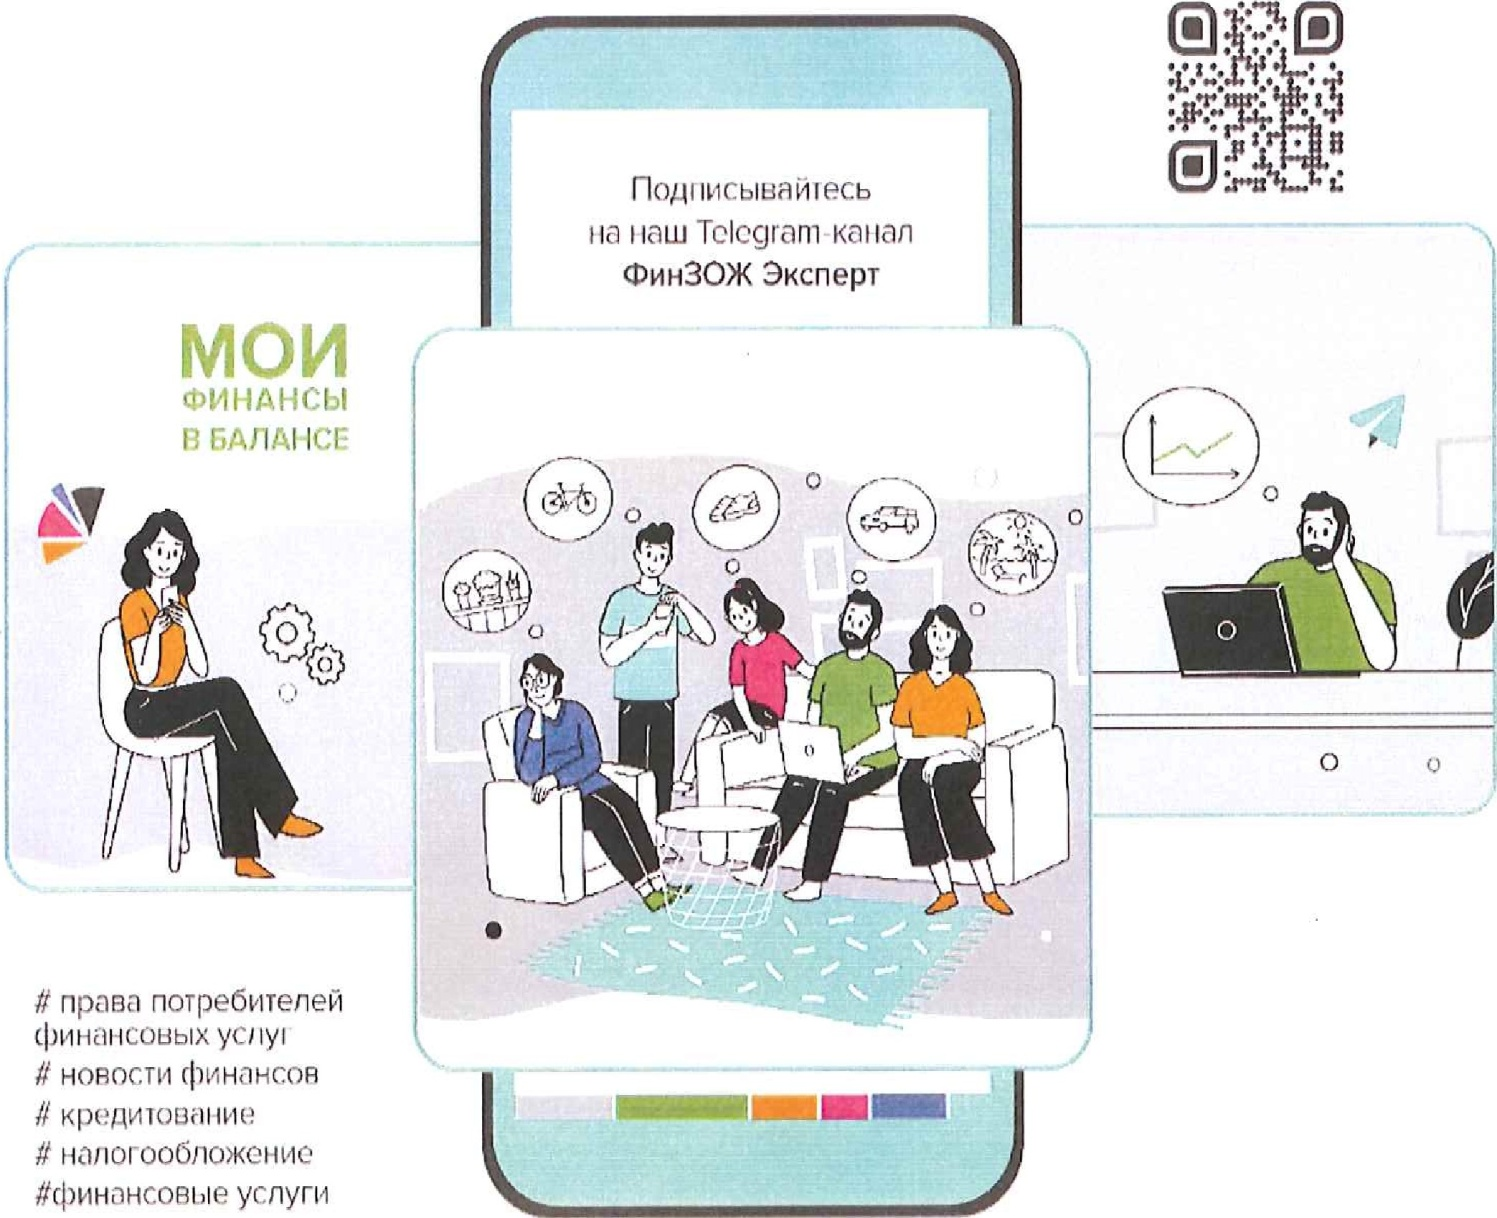 Подписывайтесь
на наш Telegram-канал
ФинЗОЖ Эксперт
МОИ
ФИНАНСЫ
В БАЛАНСЕ
# права потребителей
финансовых услуг
# новости финансов
# кредитование
# налогообложение
#финансовые услуги